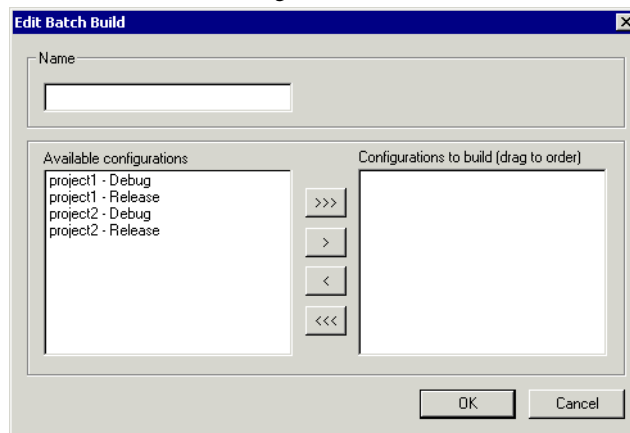 Edit Batch Build
Name
Available configurations
Configurations to build (drag to order)
project1 - Debug
project1 - Release
project2 - Debug
project2 - Release
>>>
>
<
<<<
OK
Cancel